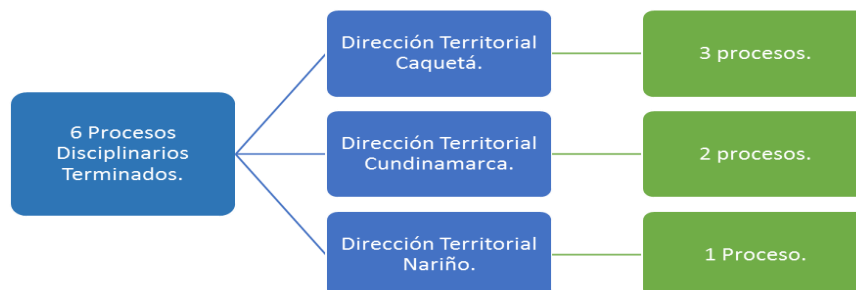 6 Procesos
Disciplinarios
Terminados.
Dirección Territorial
Caquetá.
3 procesos.
Dirección Territorial
Cundinamarca.
2 procesos.
Dirección Territorial
Nariño.
1 Proceso.